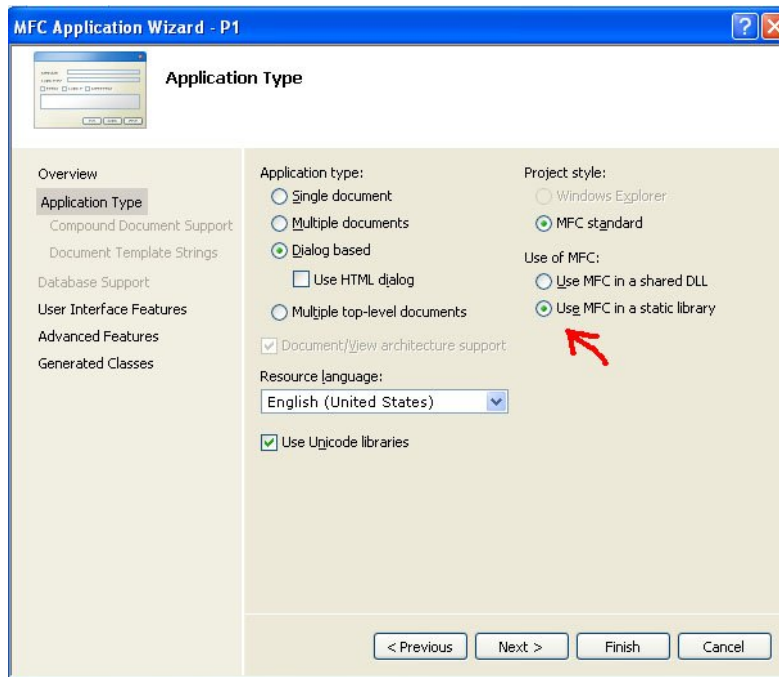 MFC Application Wizard - P1
Application Type
Overview
Application Type
Compound Document Support
Document Template Strings
Database Support
User Interface Features
Advanced Features
Generated Classes
Application type:
Single document
Multiple documents
Dialog based
Use HTML dialog
Multiple top-level documents
Document/View architecture support
Resource language:
English (United States)
Use Unicode libraries
Project style:
Windows Explorer
MFC standard
Use of MFC:
Use MFC in a shared DLL
Use MFC in a static library
< Previous
Next >
Finish
Cancel